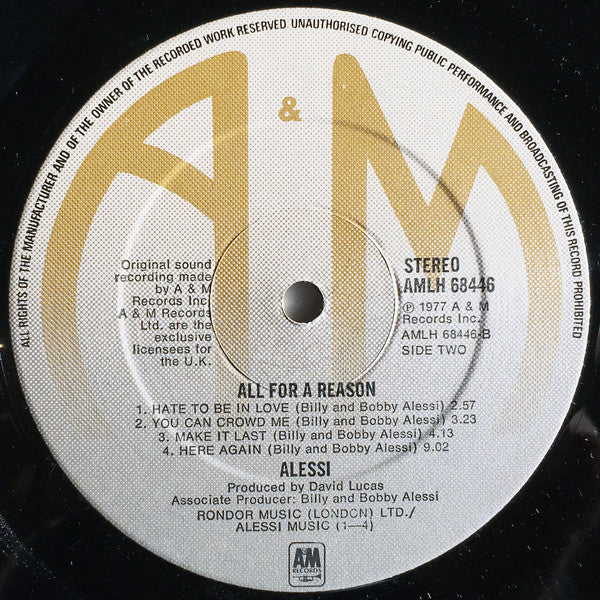 ALL RIGHTS OF THE MANUFACTURER AND OF THE OWNER OF THE RECORDED WORK RESERVED. UNAUTHORISED COPYING PUBLIC PERFORMANCE AND BROADCASTING OF THIS RECORD PROHIBITED
A & M
Original sound
recording made
by A & M
Records Inc.
A & M Records
Ltd. are the
exclusive
licensees for
the U.K.
STEREO
AMLH 68446
℗ 1977 A & M
Records Inc.
AMLH 68446-B
SIDE TWO
ALL FOR A REASON
1. HATE TO BE IN LOVE (Billy and Bobby Alessi) 2.57
2. YOU CAN CROWD ME (Billy and Bobby Alessi) 3.23
3. MAKE IT LAST (Billy and Bobby Alessi) 4.13
4. HERE AGAIN (Billy and Bobby Alessi) 9.02
ALESSI
Produced by David Lucas
Associate Producer: Billy and Bobby Alessi
RONDOR MUSIC (LONDON) LTD./
ALESSI MUSIC (1—4)
A&M
RECORDS